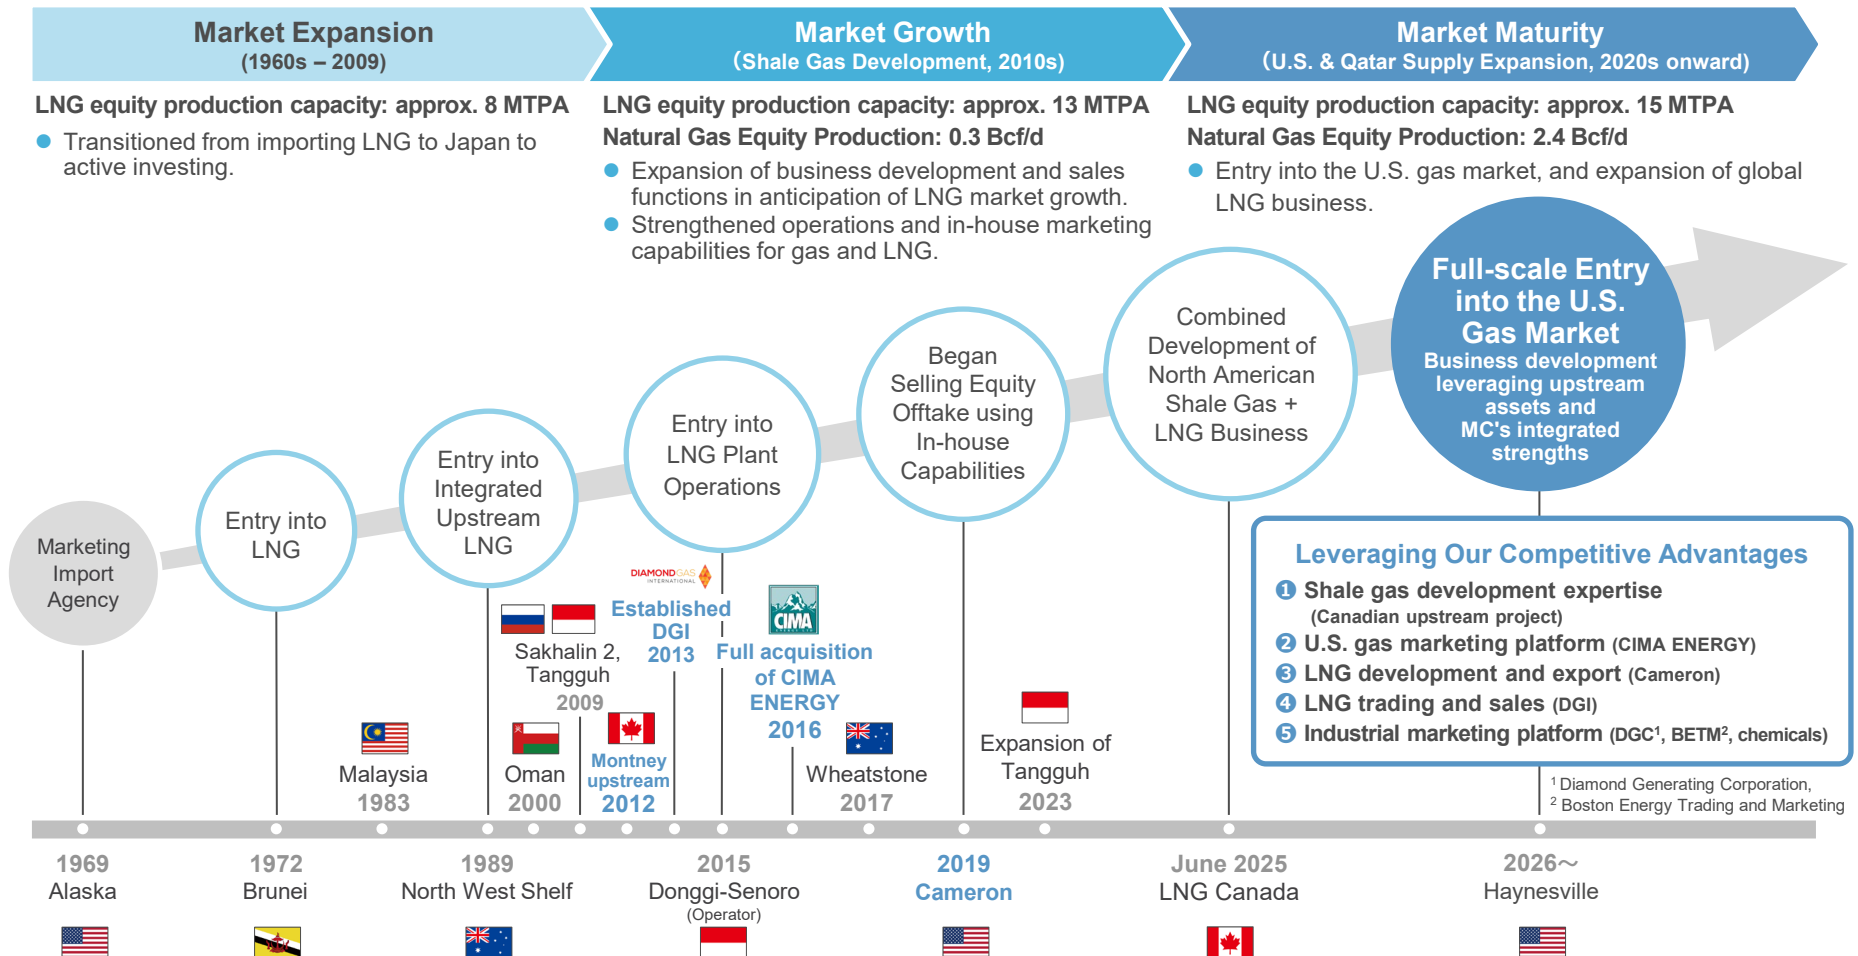 Market Expansion
(1960s – 2009)
Market Growth
(Shale Gas Development, 2010s)
Market Maturity
(U.S. & Qatar Supply Expansion, 2020s onward)
LNG equity production capacity: approx. 8 MTPA
● Transitioned from importing LNG to Japan to
active investing.
LNG equity production capacity: approx. 13 MTPA
Natural Gas Equity Production: 0.3 Bcf/d
● Expansion of business development and sales
functions in anticipation of LNG market growth.
● Strengthened operations and in-house marketing
capabilities for gas and LNG.
LNG equity production capacity: approx. 15 MTPA
Natural Gas Equity Production: 2.4 Bcf/d
● Entry into the U.S. gas market, and expansion of global
LNG business.
Marketing
Import
Agency
Entry into
LNG
Entry into
Integrated
Upstream
LNG
Entry into
LNG Plant
Operations
Began
Selling Equity
Offtake using
In-house
Capabilities
Combined
Development of
North American
Shale Gas +
LNG Business
Full-scale Entry
into the U.S.
Gas Market
Business development
leveraging upstream
assets and
MC's integrated
strengths
Leveraging Our Competitive Advantages
❶ Shale gas development expertise
(Canadian upstream project)
❷ U.S. gas marketing platform (CIMA ENERGY)
❸ LNG development and export (Cameron)
❹ LNG trading and sales (DGI)
❺ Industrial marketing platform (DGC¹, BETM², chemicals)
¹ Diamond Generating Corporation,
² Boston Energy Trading and Marketing
Malaysia
1983
Sakhalin 2,
Tangguh
2009
Oman
2000
Montney
upstream
2012
DIAMONDGAS
INTERNATIONAL
Established
DGI
2013
CIMA
Full acquisition
of CIMA
ENERGY
2016
Wheatstone
2017
Expansion of
Tangguh
2023
1969
Alaska
1972
Brunei
1989
North West Shelf
2015
Donggi-Senoro
(Operator)
2019
Cameron
June 2025
LNG Canada
2026～
Haynesville